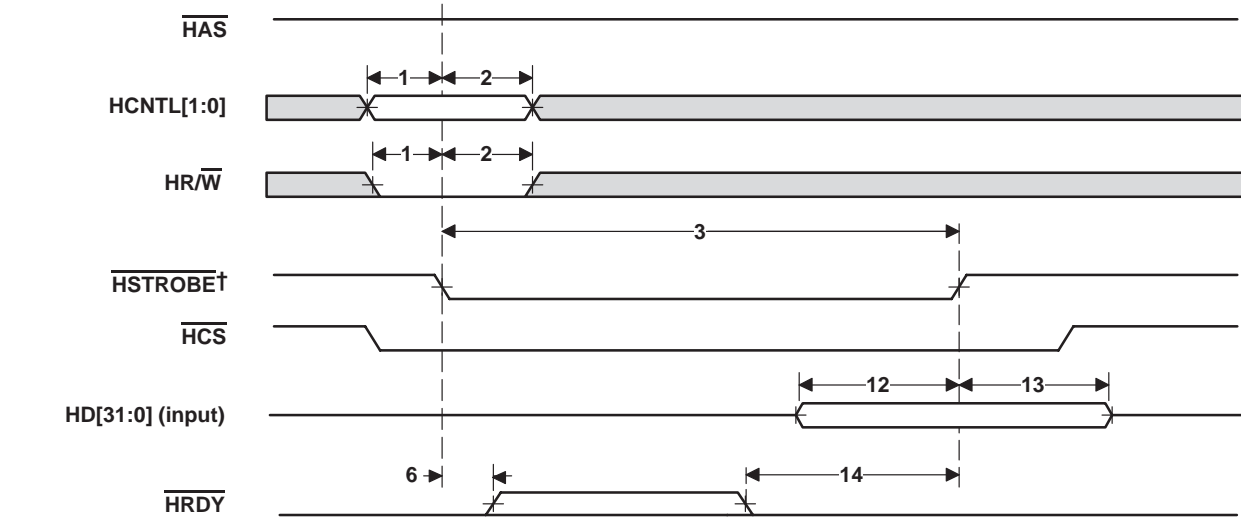 HAS
1 2
HCNTL[1:0]
1 2
HR/W
3
HSTROBE†
HCS
12 13
HD[31:0] (input)
6 14
HRDY